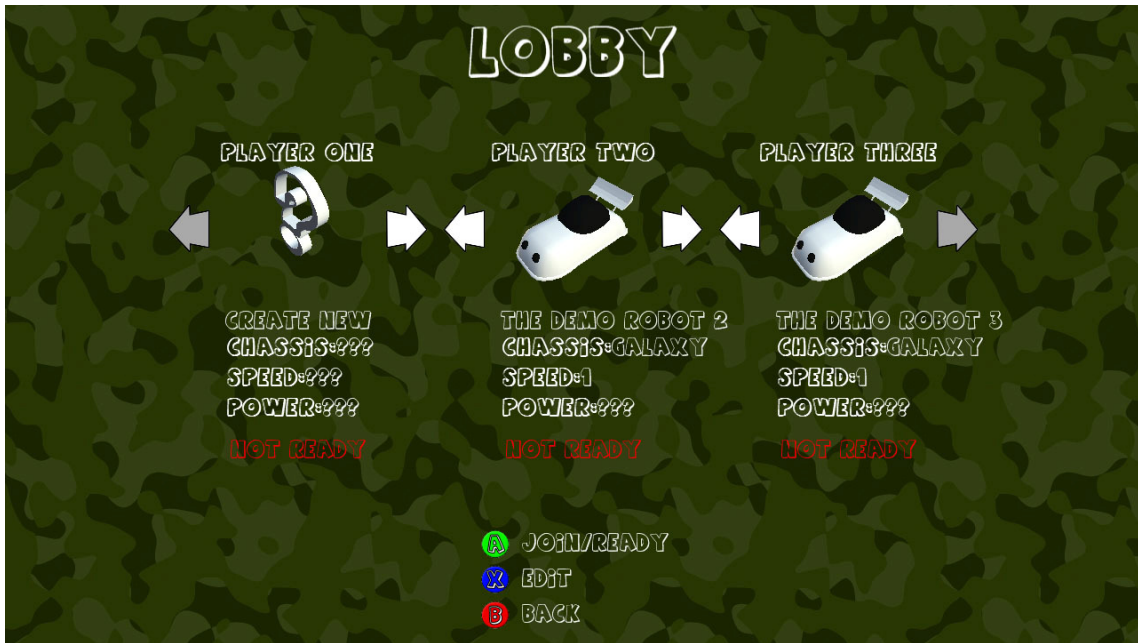 LOBBY
PLAYER ONE
PLAYER TWO
PLAYER THREE
CREATE NEW
CHASSIS:???
SPEED:???
POWER:???
NOT READY
THE DEMO ROBOT 2
CHASSIS:GALAXY
SPEED:1
POWER:???
NOT READY
THE DEMO ROBOT 3
CHASSIS:GALAXY
SPEED:1
POWER:???
NOT READY
A JOIN/READY
X EDIT
B BACK